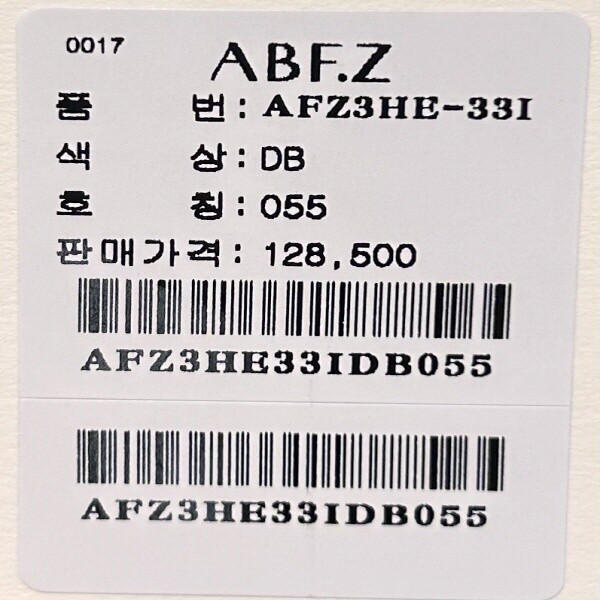 0017
ABF.Z
품 번 : AFZ3HE-33I
색 상 : DB
호 칭 : 055
판매가격 : 128,500
AFZ3HE33IDB055
AFZ3HE33IDB055